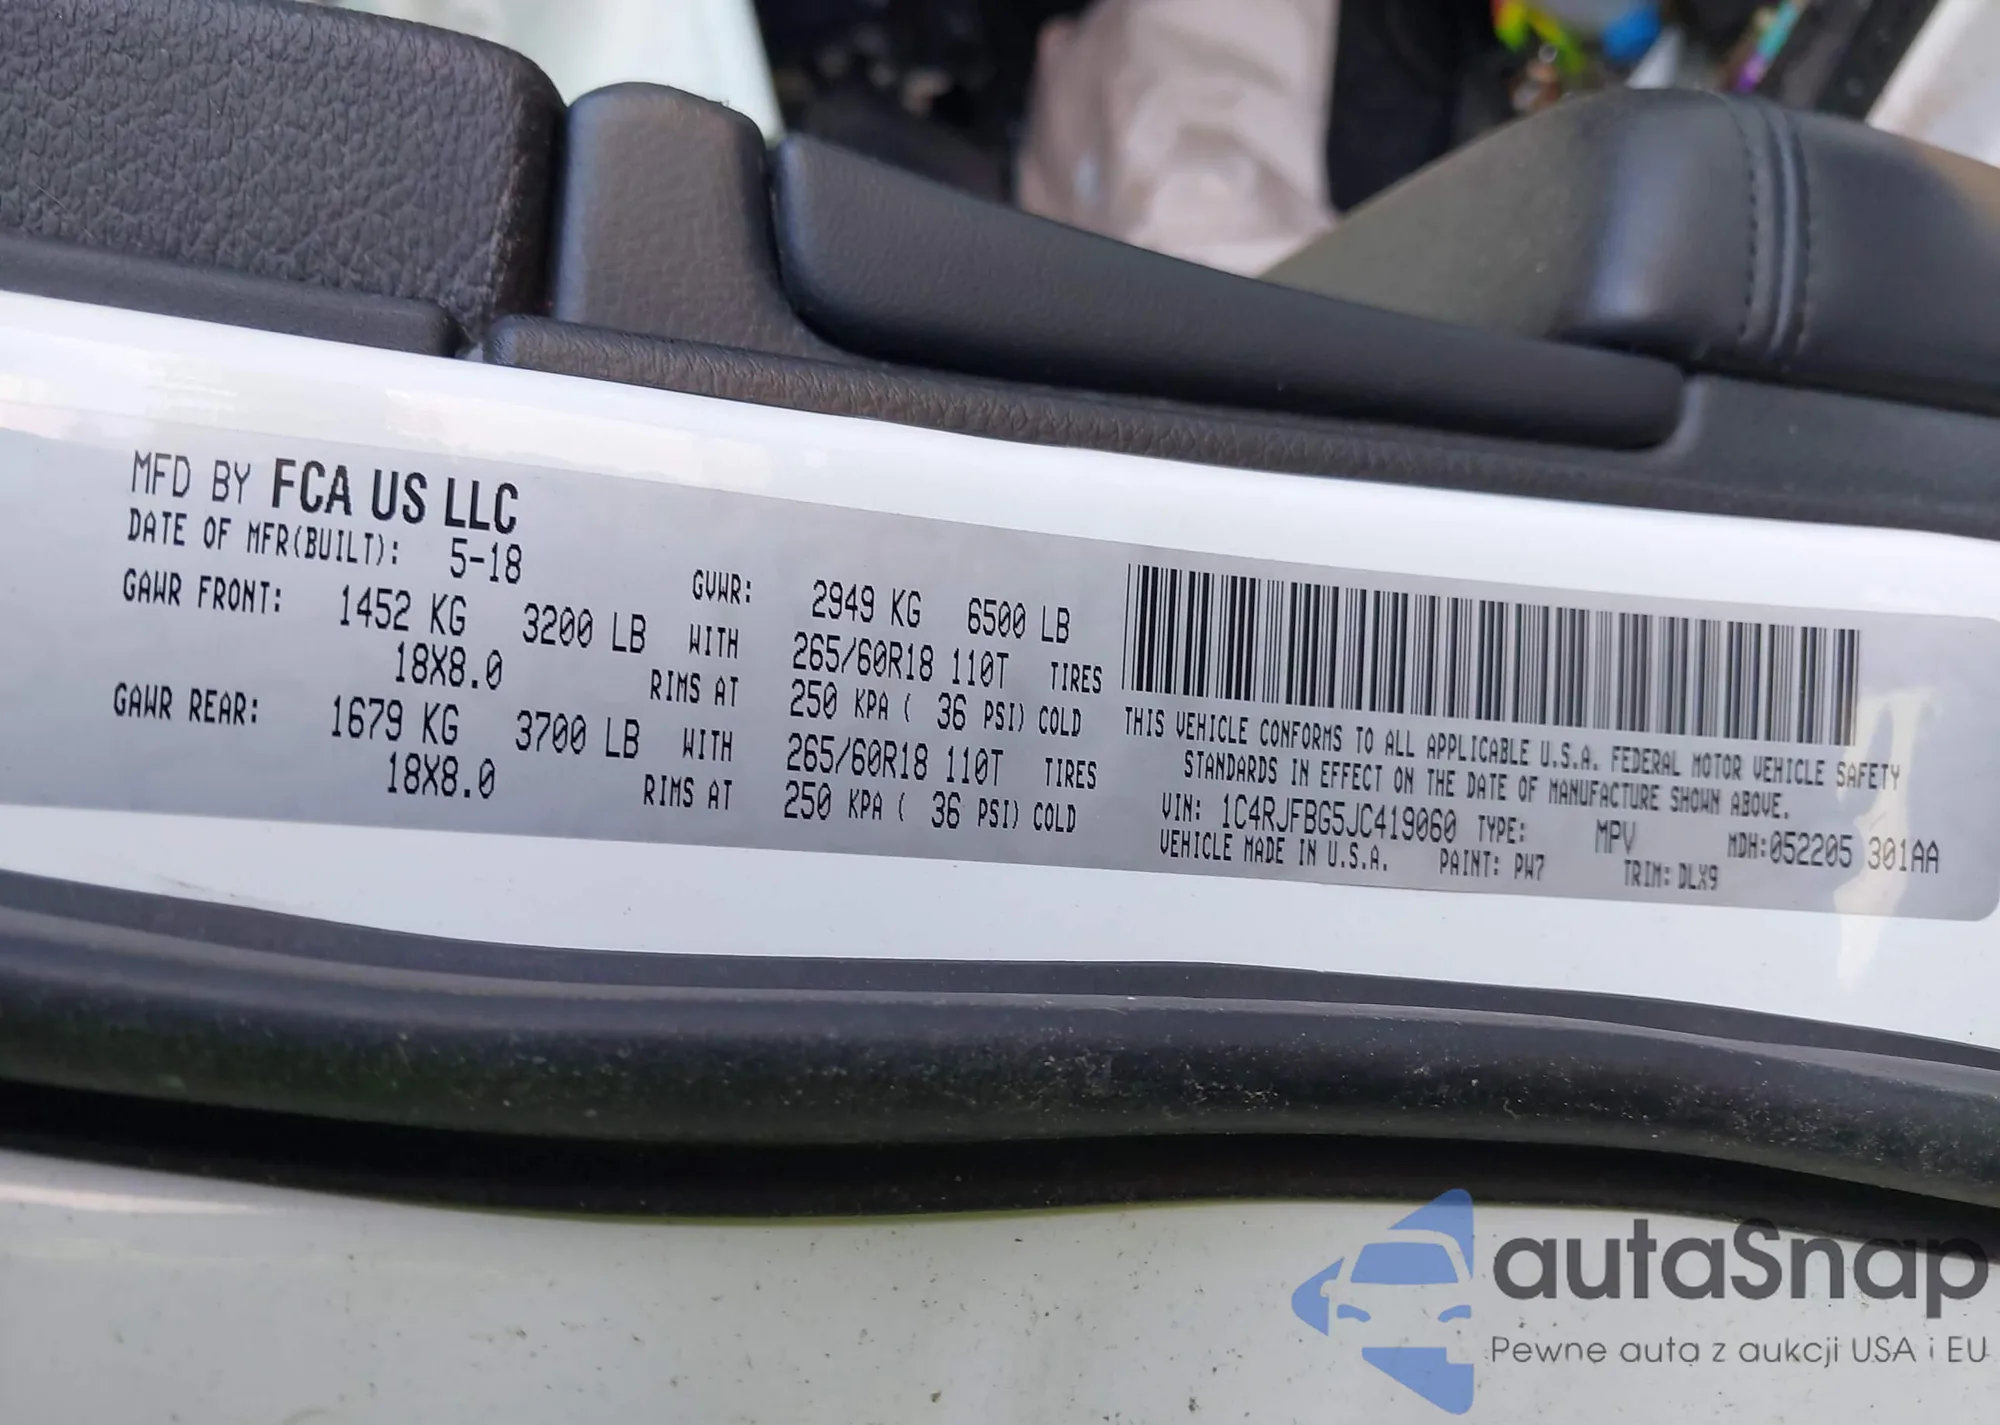 MFD BY FCA US LLC
DATE OF MFR(BUILT): 5-18 GVWR: 2949 KG 6500 LB
GAWR FRONT: 1452 KG 3200 LB WITH 265/60R18 110T TIRES
18X8.0 RIMS AT 250 KPA ( 36 PSI) COLD
GAWR REAR: 1679 KG 3700 LB WITH 265/60R18 110T TIRES
18X8.0 RIMS AT 250 KPA ( 36 PSI) COLD
THIS VEHICLE CONFORMS TO ALL APPLICABLE U.S.A. FEDERAL MOTOR VEHICLE SAFETY
STANDARDS IN EFFECT ON THE DATE OF MANUFACTURE SHOWN ABOVE.
VIN: 1C4RJFBG5JC419060 TYPE: MPV MDH:052205 301AA
VEHICLE MADE IN U.S.A. PAINT: PW7 TRIM: DLX9
autaSnap
Pewne auta z aukcji USA i EU